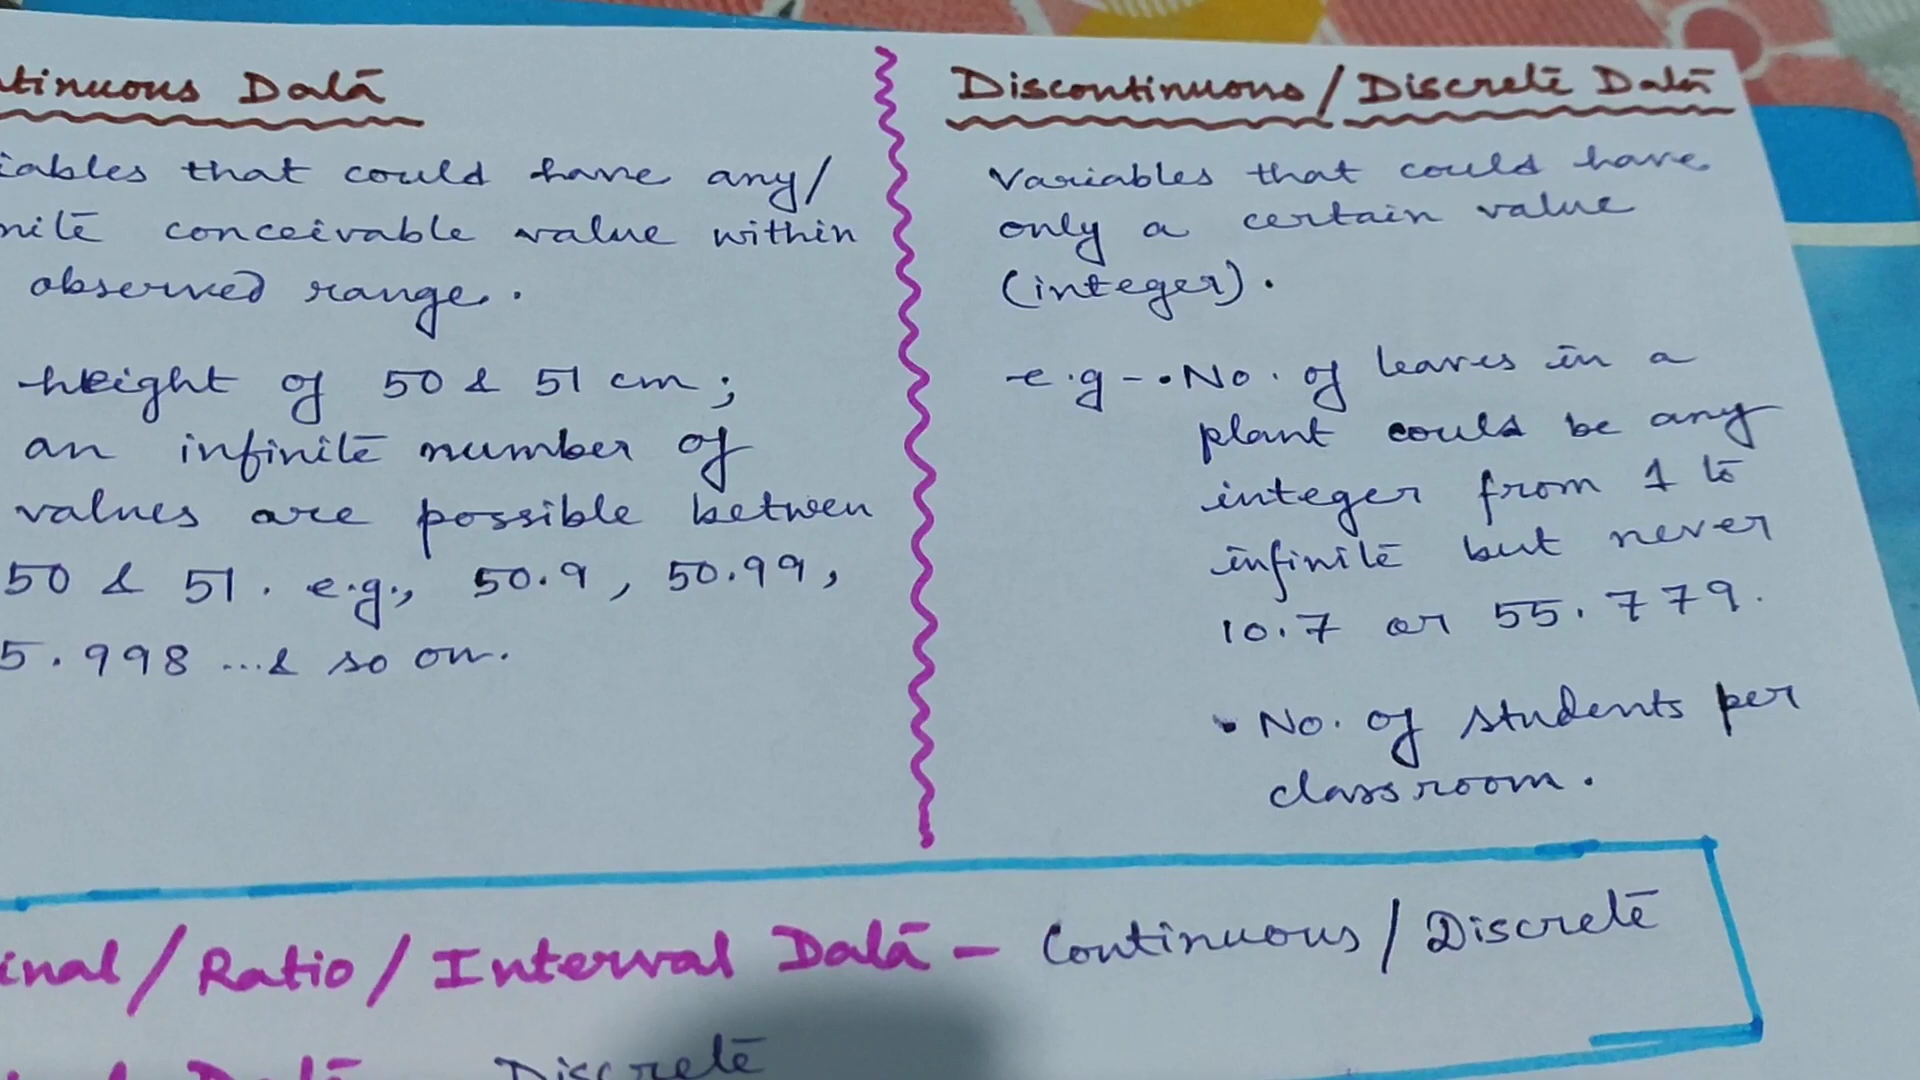 tinuous Data
iables that could have any/
nite conceivable value within
observed range.
height of 50 & 51 cm;
an infinite number of
values are possible between
50 & 51. e.g., 50.9, 50.99,
5.998 ...& so on.
Discontinuous/Discrete Data
Variables that could have
only a certain value
(integer).
e.g - • No. of leaves in a
plant could be any
integer from 1 to
infinite but never
10.7 or 55.779.
• No. of students per
classroom.
inal/Ratio/Interval Data - Continuous/Discrete
Data Discrete